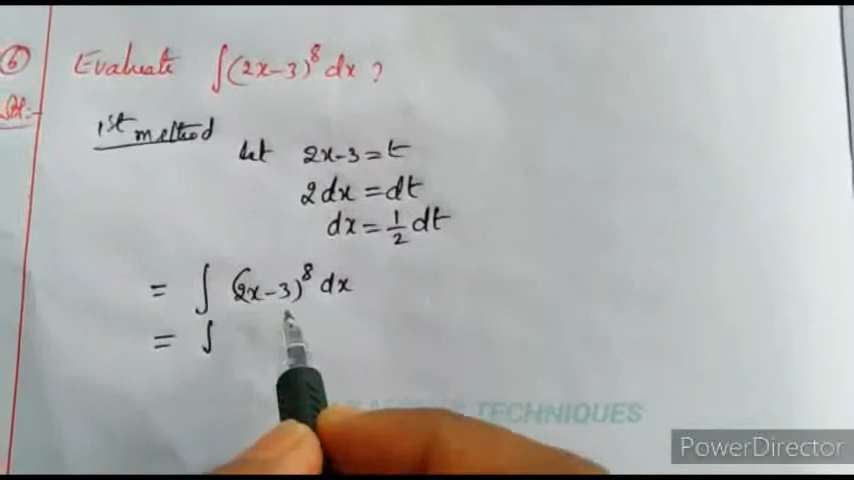 6 Evaluate ∫(2x-3)⁸ dx ?
Sol:-
1st method
Let 2x-3=t
2dx=dt
dx=1/2 dt
= ∫ (2x-3)⁸ dx
= ∫
TECHNIQUES
PowerDirector